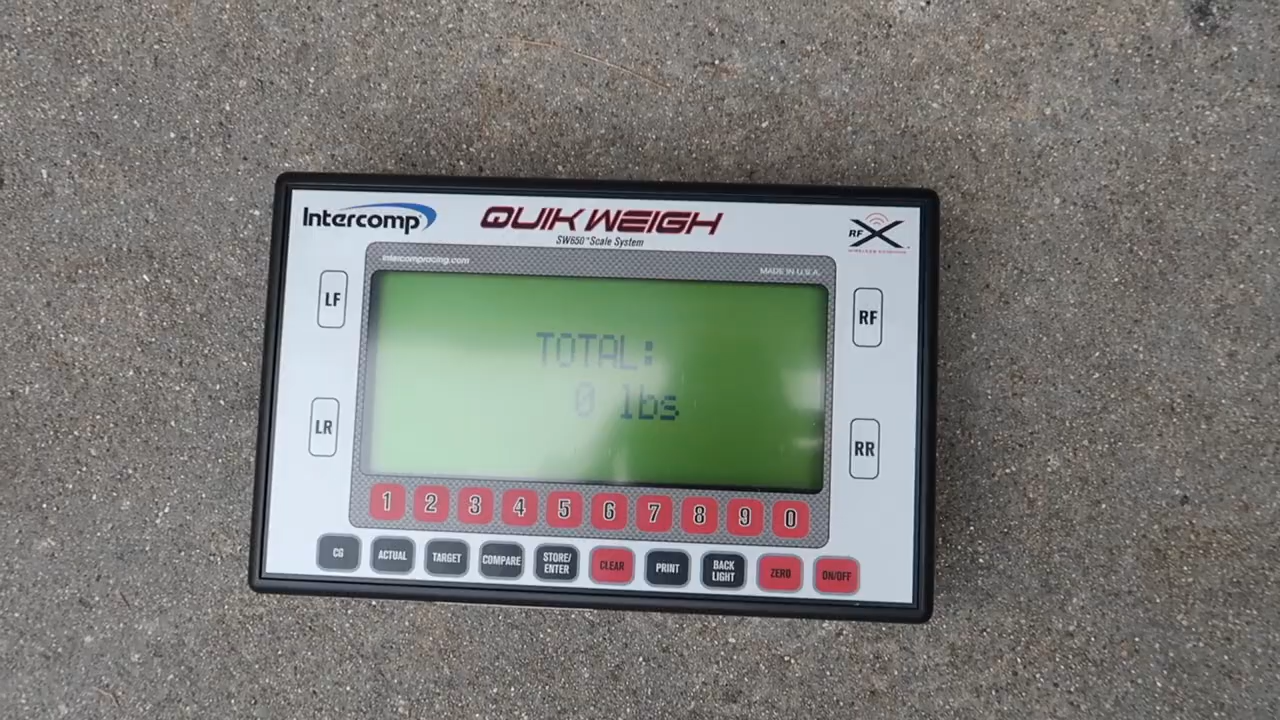 Intercomp
QUIK WEIGH
SW650™ Scale System
RFX
intercompracing.com
MADE IN U.S.A.
LF
RF
TOTAL:
0 lbs
LR
RR
1 2 3 4 5 6 7 8 9 0
CG ACTUAL TARGET COMPARE STORE/ENTER CLEAR PRINT BACK LIGHT ZERO ON/OFF